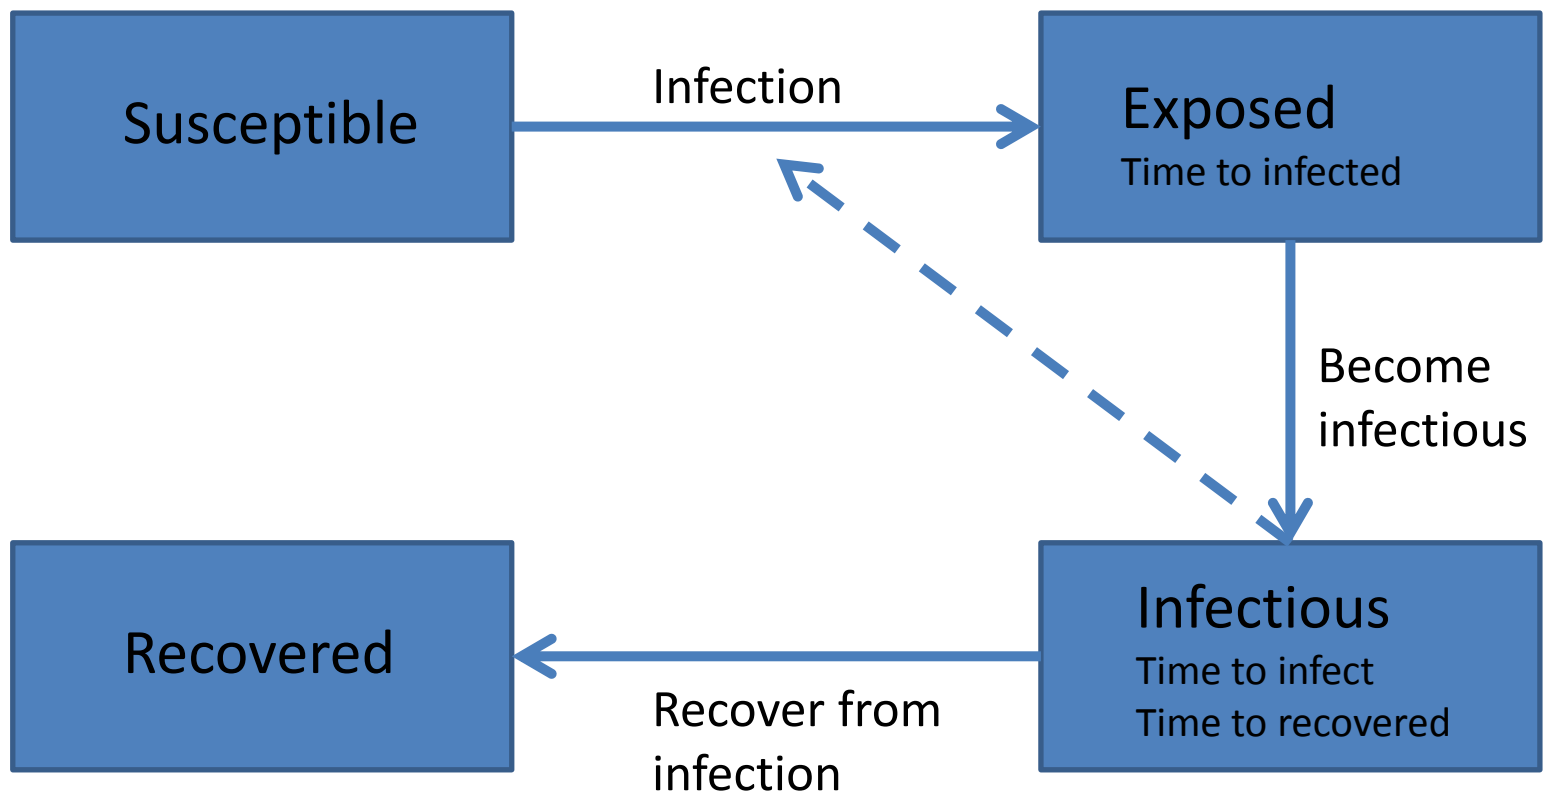 Susceptible
Infection
Exposed
Time to infected
Become
infectious
Recovered
Recover from
infection
Infectious
Time to infect
Time to recovered